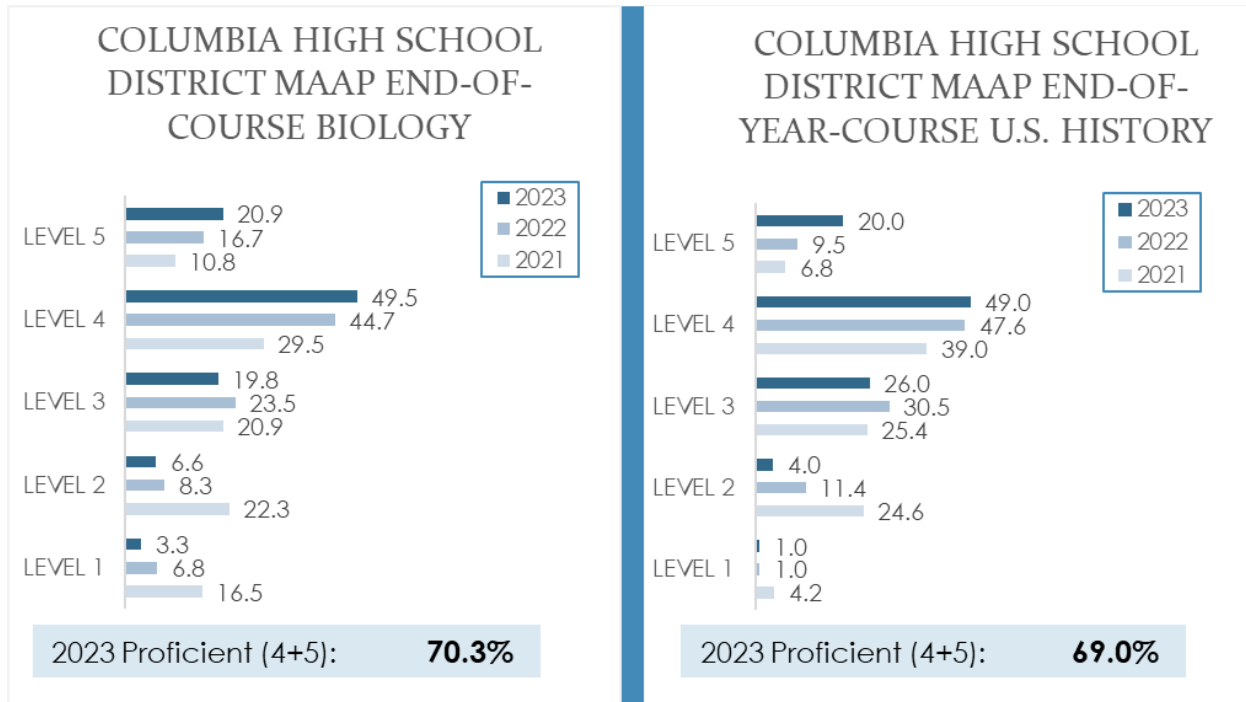 COLUMBIA HIGH SCHOOL
DISTRICT MAAP END-OF-
COURSE BIOLOGY
2023
2022
2021
LEVEL 5
20.9
16.7
10.8
LEVEL 4
49.5
44.7
29.5
LEVEL 3
19.8
23.5
20.9
LEVEL 2
6.6
8.3
22.3
LEVEL 1
3.3
6.8
16.5
2023 Proficient (4+5): 70.3%
COLUMBIA HIGH SCHOOL
DISTRICT MAAP END-OF-
YEAR-COURSE U.S. HISTORY
2023
2022
2021
LEVEL 5
20.0
9.5
6.8
LEVEL 4
49.0
47.6
39.0
LEVEL 3
26.0
30.5
25.4
LEVEL 2
4.0
11.4
24.6
LEVEL 1
1.0
1.0
4.2
2023 Proficient (4+5): 69.0%